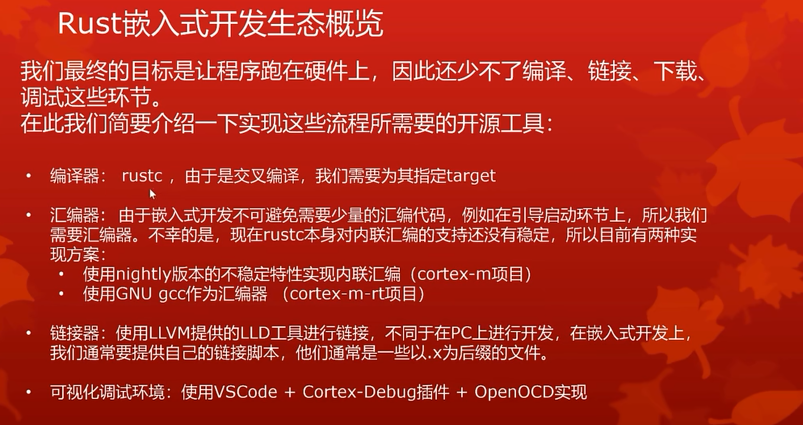 Rust嵌入式开发生态概览
我们最终的目标是让程序跑在硬件上，因此还少不了编译、链接、下载、
调试这些环节。
在此我们简要介绍一下实现这些流程所需要的开源工具：
• 编译器： rustc ，由于是交叉编译，我们需要为其指定target
• 汇编器：由于嵌入式开发不可避免需要少量的汇编代码，例如在引导启动环节上，所以我们
需要汇编器。不幸的是，现在rustc本身对内联汇编的支持还没有稳定，所以目前有两种实
现方案：
• 使用nightly版本的不稳定特性实现内联汇编（cortex-m项目）
• 使用GNU gcc作为汇编器 （cortex-m-rt项目）
• 链接器：使用LLVM提供的LLD工具进行链接，不同于在PC上进行开发，在嵌入式开发上，
我们通常要提供自己的链接脚本，他们通常是一些以.x为后缀的文件。
• 可视化调试环境：使用VSCode + Cortex-Debug插件 + OpenOCD实现